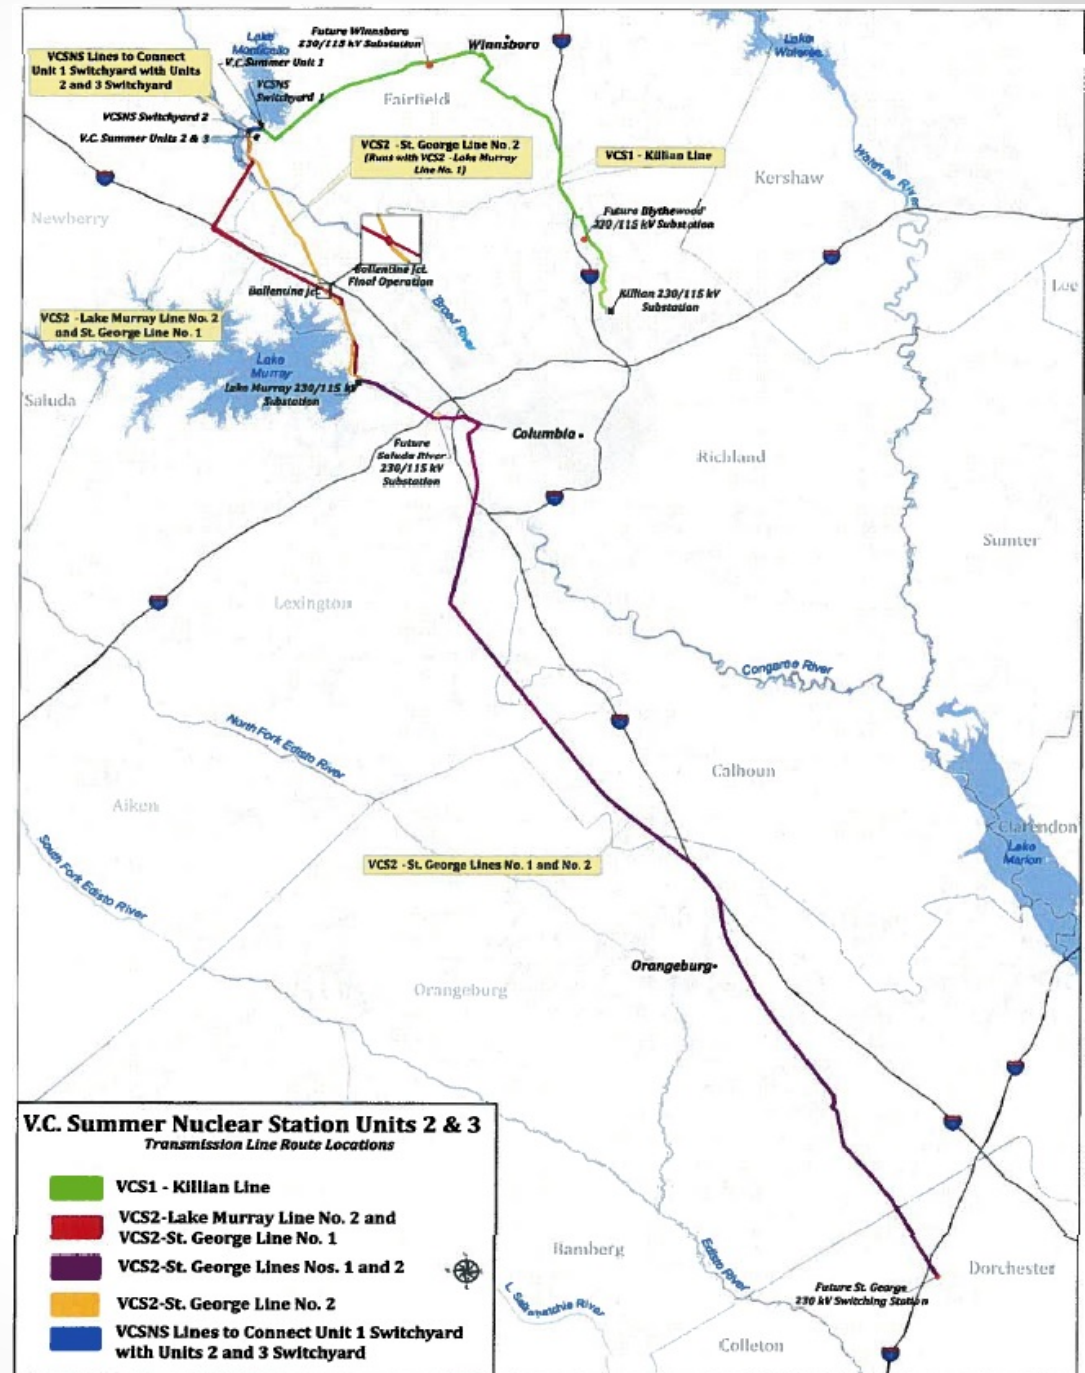 Lake
Monticello
V.C. Summer Unit 1
VCSNS Lines to Connect
Unit 1 Switchyard with Units
2 and 3 Switchyard
VCSNS
Switchyard 1
VCSNS Switchyard 2
V.C. Summer Units 2 & 3
Future Winnsboro
230/115 kV Substation
Winnsboro
Fairfield
Lake
Wateree
VCS2 - St. George Line No. 2
(Runs with VCS2 - Lake Murray
Line No. 1)
VCS1 - Killian Line
Kershaw
Wateree River
Newberry
Future Blythewood
230/115 kV Substation
Ballentine Jct.
Final Operation
Ballentine Jct.
Broad River
Killian 230/115 kV
Substation
Lee
VCS2 - Lake Murray Line No. 2
and St. George Line No. 1
Lake
Murray
Lake Murray 230/115 kV
Substation
Saluda
Columbia
Future
Saluda River
230/115 kV
Substation
Richland
Sumter
Lexington
Congaree River
North Fork Edisto River
Calhoun
Aiken
Clarendon
Lake
Marion
South Fork Edisto River
VCS2 - St. George Lines No. 1 and No. 2
Orangeburg
Orangeburg
V.C. Summer Nuclear Station Units 2 & 3
Transmission Line Route Locations
VCS1 - Killian Line
VCS2-Lake Murray Line No. 2 and
VCS2-St. George Line No. 1
VCS2-St. George Lines Nos. 1 and 2
VCS2-St. George Line No. 2
VCSNS Lines to Connect Unit 1 Switchyard
with Units 2 and 3 Switchyard
Bamberg
Edisto River
Dorchester
Future St. George
230 kV Switching Station
L. Salkehatchie River
Colleton